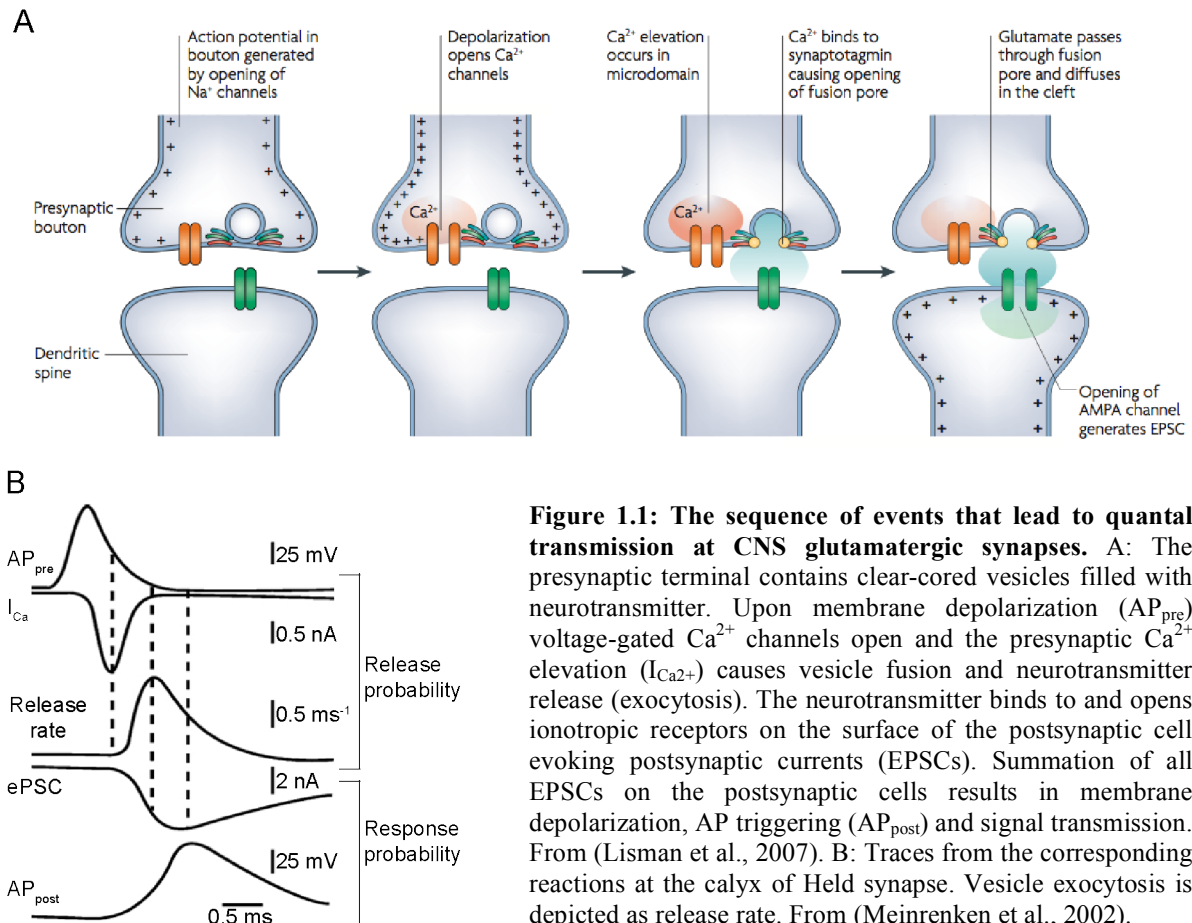 A
Action potential in
bouton generated
by opening of
Na⁺ channels
Depolarization
opens Ca²⁺
channels
Ca²⁺ elevation
occurs in
microdomain
Ca²⁺ binds to
synaptotagmin
causing opening
of fusion pore
Glutamate passes
through fusion
pore and diffuses
in the cleft
Presynaptic
bouton
Ca²⁺
Ca²⁺
Dendritic
spine
Opening of
AMPA channel
generates EPSC
B
APpre
25 mV
ICa
0.5 nA
Release
probability
Release
rate
0.5 ms⁻¹
ePSC
2 nA
Response
probability
25 mV
APpost
0.5 ms
Figure 1.1: The sequence of events that lead to quantal
transmission at CNS glutamatergic synapses. A: The
presynaptic terminal contains clear-cored vesicles filled with
neurotransmitter. Upon membrane depolarization (APpre)
voltage-gated Ca²⁺ channels open and the presynaptic Ca²⁺
elevation (ICa2+) causes vesicle fusion and neurotransmitter
release (exocytosis). The neurotransmitter binds to and opens
ionotropic receptors on the surface of the postsynaptic cell
evoking postsynaptic currents (EPSCs). Summation of all
EPSCs on the postsynaptic cells results in membrane
depolarization, AP triggering (APpost) and signal transmission.
From (Lisman et al., 2007). B: Traces from the corresponding
reactions at the calyx of Held synapse. Vesicle exocytosis is
depicted as release rate. From (Meinrenken et al., 2002).